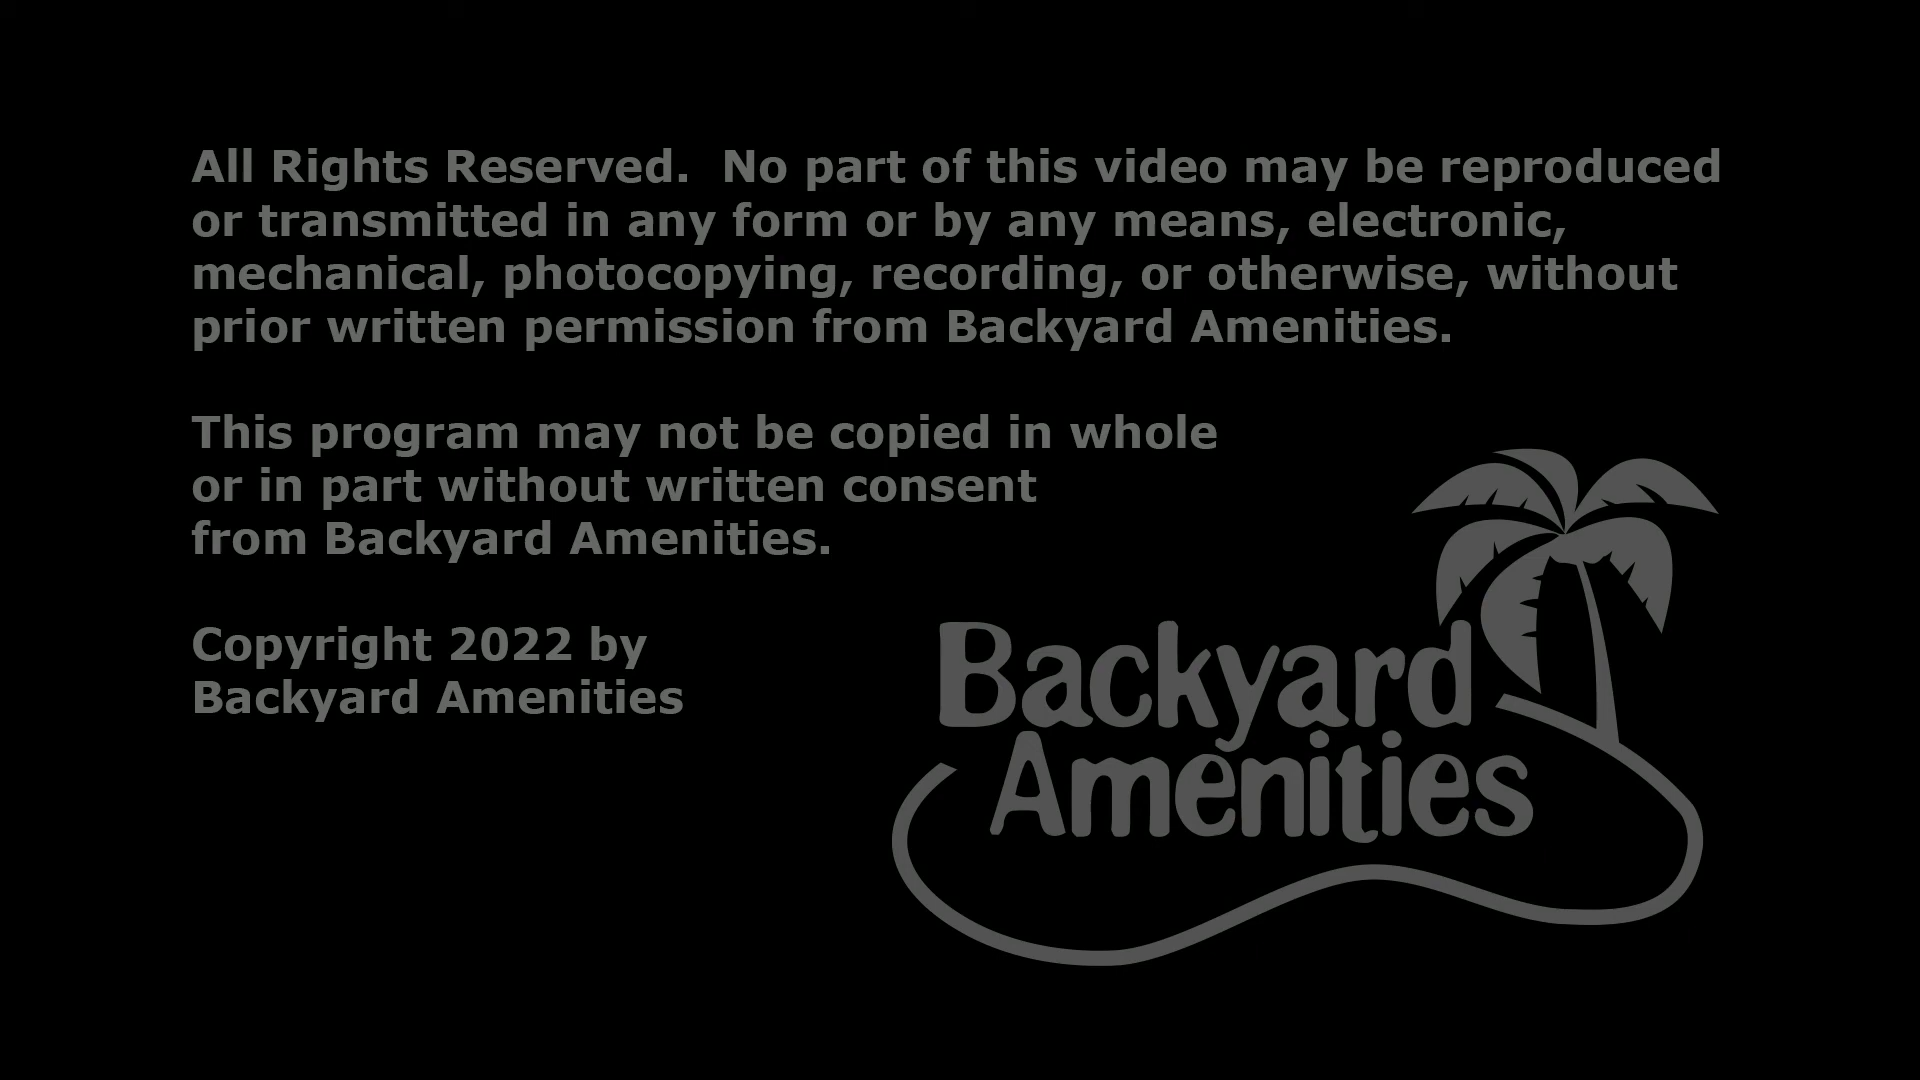 All Rights Reserved.  No part of this video may be reproduced
or transmitted in any form or by any means, electronic,
mechanical, photocopying, recording, or otherwise, without
prior written permission from Backyard Amenities.
This program may not be copied in whole
or in part without written consent
from Backyard Amenities.
Copyright 2022 by
Backyard Amenities
Backyard
Amenities